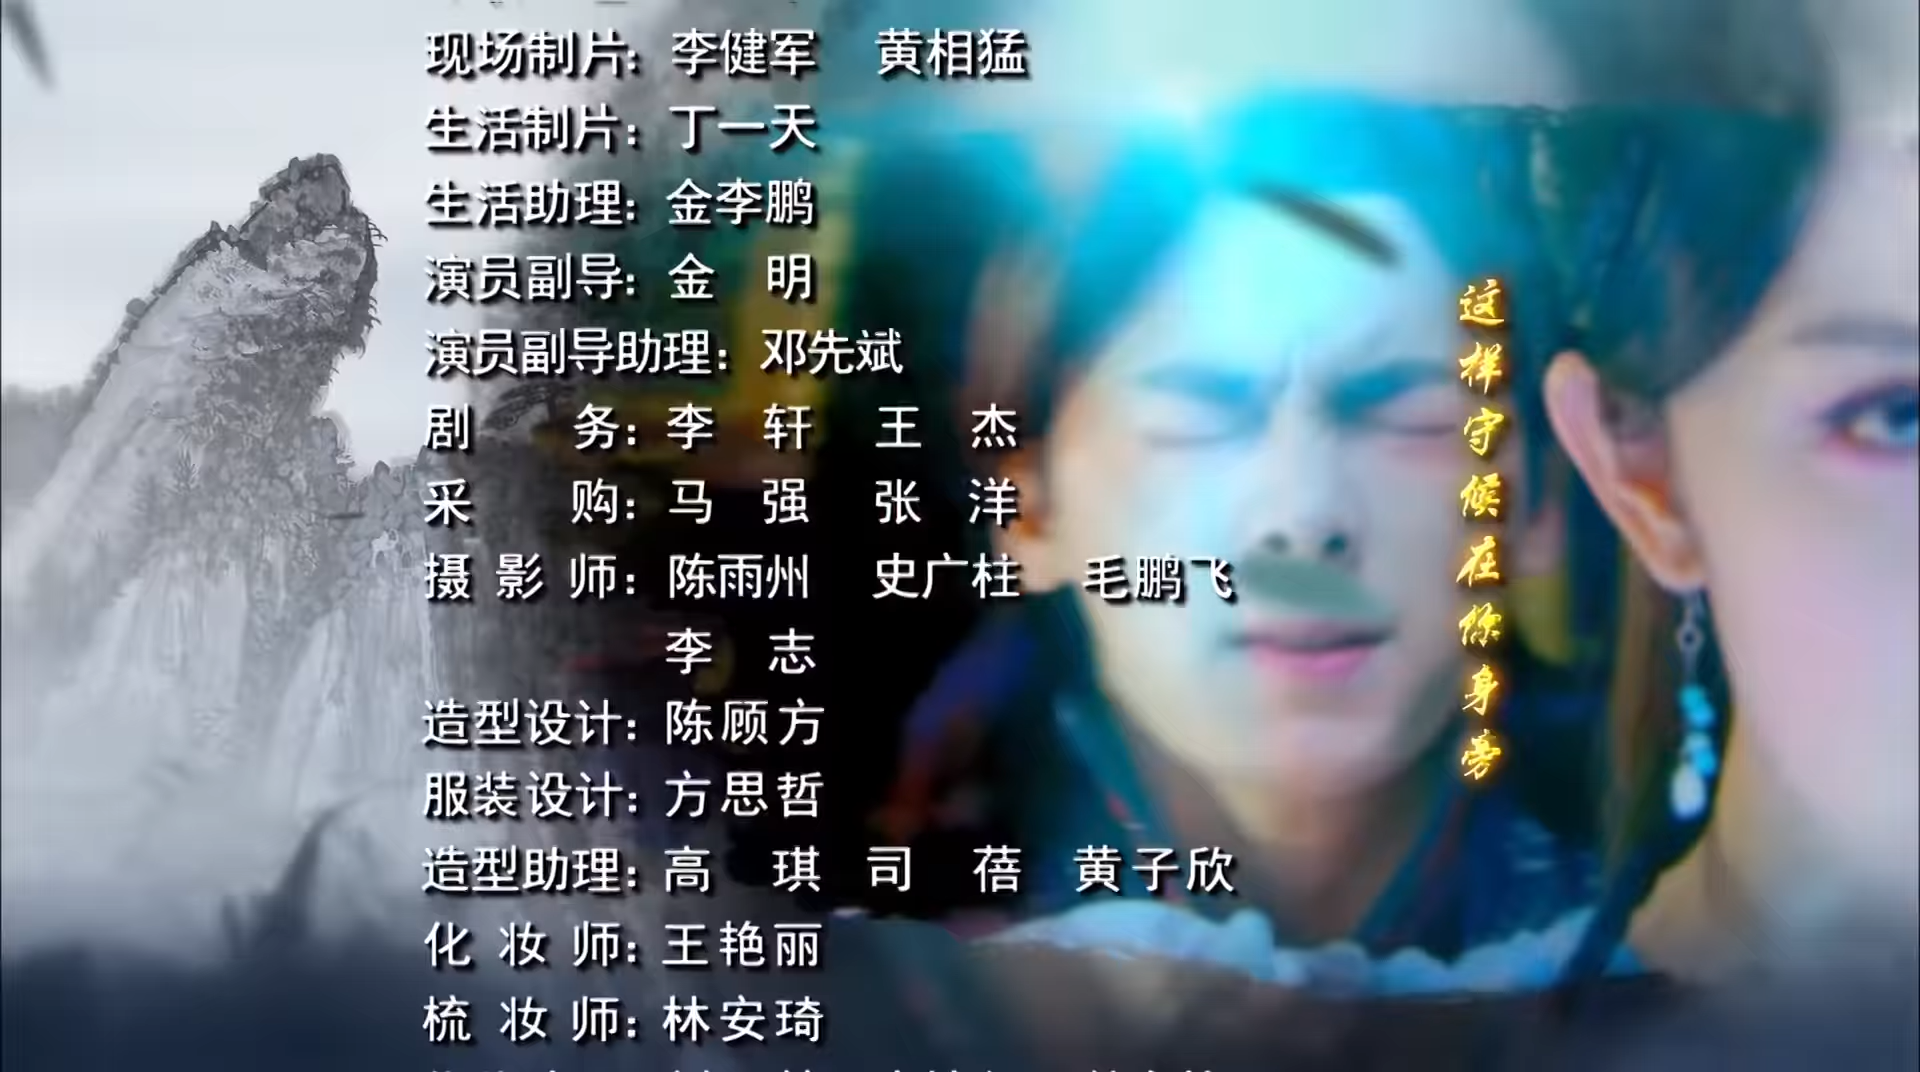 现场制片：李健军 黄相猛
生活制片：丁一天
生活助理：金李鹏
演员副导：金 明
演员副导助理：邓先斌
剧 务：李 轩 王 杰
采 购：马 强 张 洋
摄 影 师：陈雨州 史广柱 毛鹏飞
李 志
造型设计：陈顾方
服装设计：方思哲
造型助理：高 琪 司 蓓 黄子欣
化 妆 师：王艳丽
梳 妆 师：林安琦
这样守候在你身旁